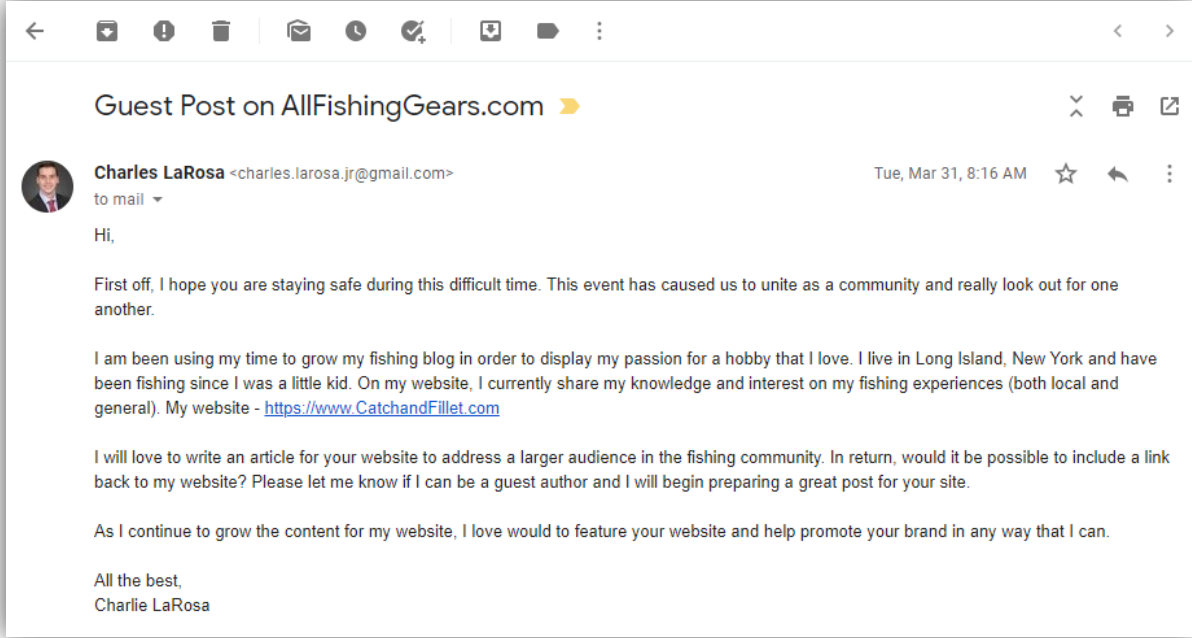 Guest Post on AllFishingGears.com
Charles LaRosa <charles.larosa.jr@gmail.com>
Tue, Mar 31, 8:16 AM
to mail
Hi,
First off, I hope you are staying safe during this difficult time. This event has caused us to unite as a community and really look out for one
another.
I am been using my time to grow my fishing blog in order to display my passion for a hobby that I love. I live in Long Island, New York and have
been fishing since I was a little kid. On my website, I currently share my knowledge and interest on my fishing experiences (both local and
general). My website - https://www.CatchandFillet.com
I will love to write an article for your website to address a larger audience in the fishing community. In return, would it be possible to include a link
back to my website? Please let me know if I can be a guest author and I will begin preparing a great post for your site.
As I continue to grow the content for my website, I love would to feature your website and help promote your brand in any way that I can.
All the best,
Charlie LaRosa